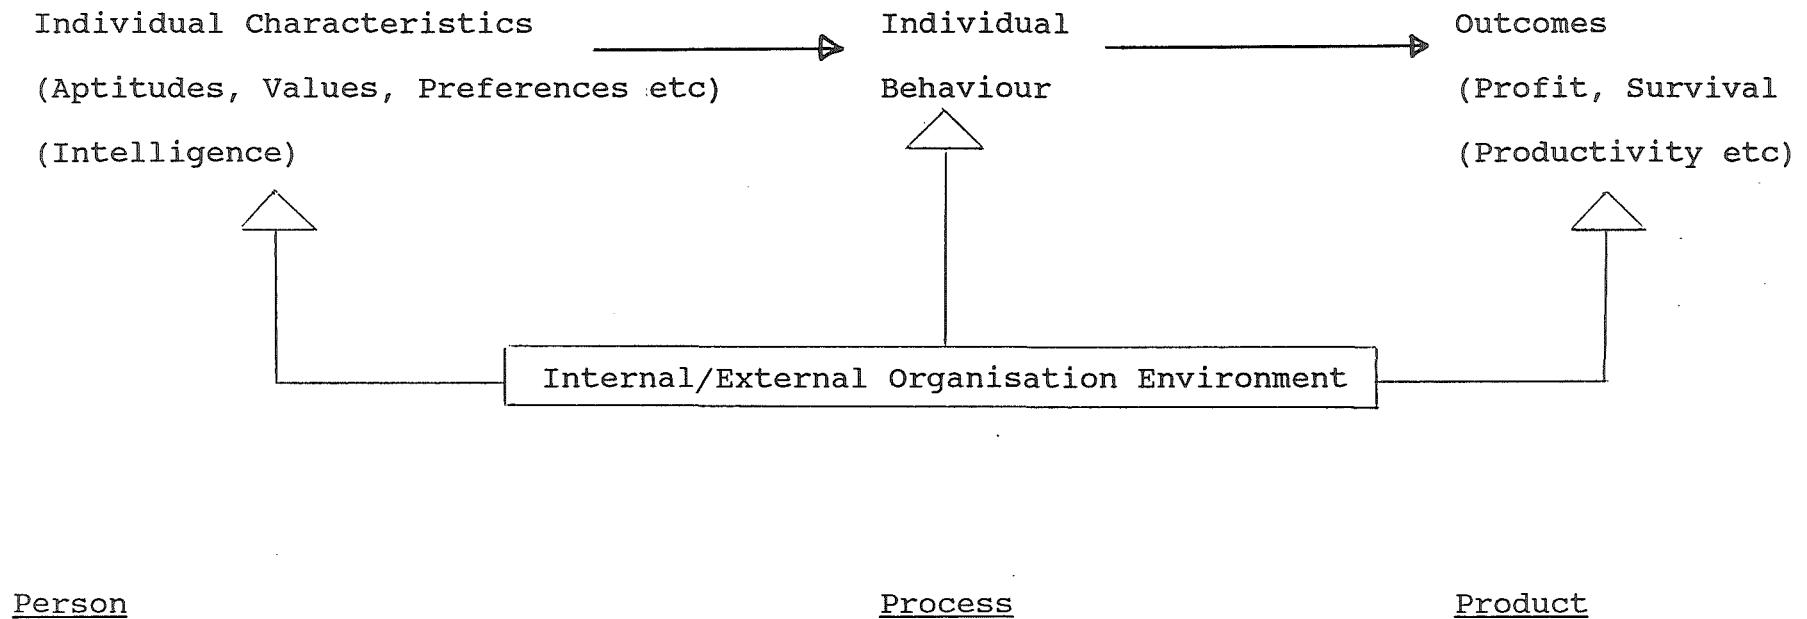 Individual Characteristics
(Aptitudes, Values, Preferences etc)
(Intelligence)
Individual
Behaviour
Outcomes
(Profit, Survival
(Productivity etc)
Internal/External Organisation Environment
Person
Process
Product